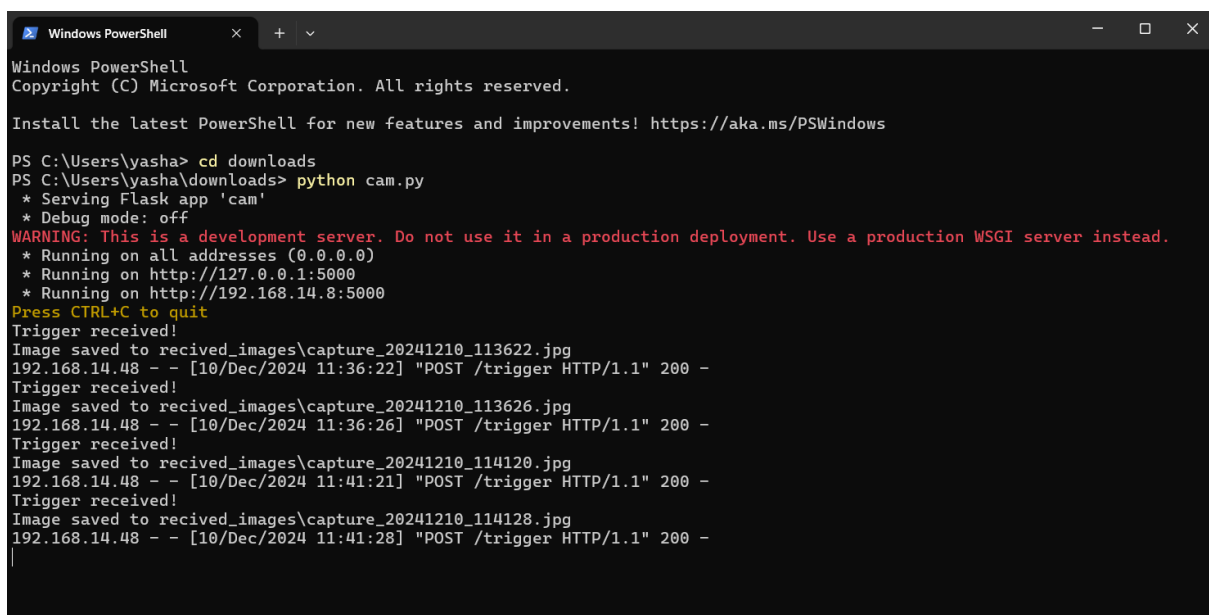 Windows PowerShell
Windows PowerShell
Copyright (C) Microsoft Corporation. All rights reserved.
Install the latest PowerShell for new features and improvements! https://aka.ms/PSWindows
PS C:\Users\yasha> cd downloads
PS C:\Users\yasha\downloads> python cam.py
 * Serving Flask app 'cam'
 * Debug mode: off
WARNING: This is a development server. Do not use it in a production deployment. Use a production WSGI server instead.
 * Running on all addresses (0.0.0.0)
 * Running on http://127.0.0.1:5000
 * Running on http://192.168.14.8:5000
Press CTRL+C to quit
Trigger received!
Image saved to recived_images\capture_20241210_113622.jpg
192.168.14.48 - - [10/Dec/2024 11:36:22] "POST /trigger HTTP/1.1" 200 -
Trigger received!
Image saved to recived_images\capture_20241210_113626.jpg
192.168.14.48 - - [10/Dec/2024 11:36:26] "POST /trigger HTTP/1.1" 200 -
Trigger received!
Image saved to recived_images\capture_20241210_114120.jpg
192.168.14.48 - - [10/Dec/2024 11:41:21] "POST /trigger HTTP/1.1" 200 -
Trigger received!
Image saved to recived_images\capture_20241210_114128.jpg
192.168.14.48 - - [10/Dec/2024 11:41:28] "POST /trigger HTTP/1.1" 200 -